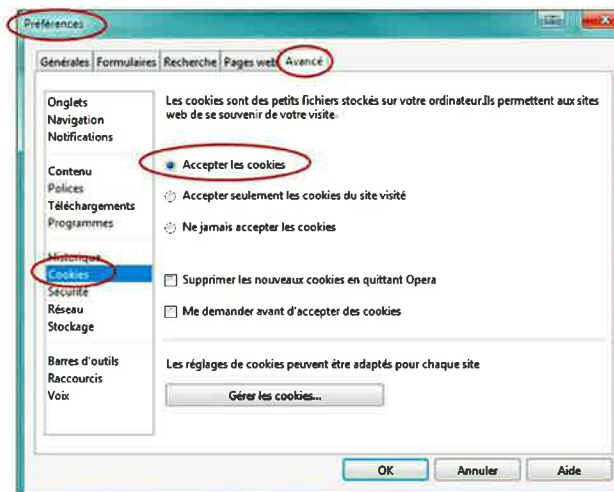 Préférences
Générales Formulaires Recherche Pages web Avancé
Onglets
Navigation
Notifications
Contenu
Polices
Téléchargements
Programmes
Historique
Cookies
Sécurité
Réseau
Stockage
Barres d'outils
Raccourcis
Voix
Les cookies sont des petits fichiers stockés sur votre ordinateur.Ils permettent aux sites
web de se souvenir de votre visite.
Accepter les cookies
Accepter seulement les cookies du site visité
Ne jamais accepter les cookies
Supprimer les nouveaux cookies en quittant Opera
Me demander avant d'accepter des cookies
Les réglages de cookies peuvent être adaptés pour chaque site
Gérer les cookies...
OK Annuler Aide